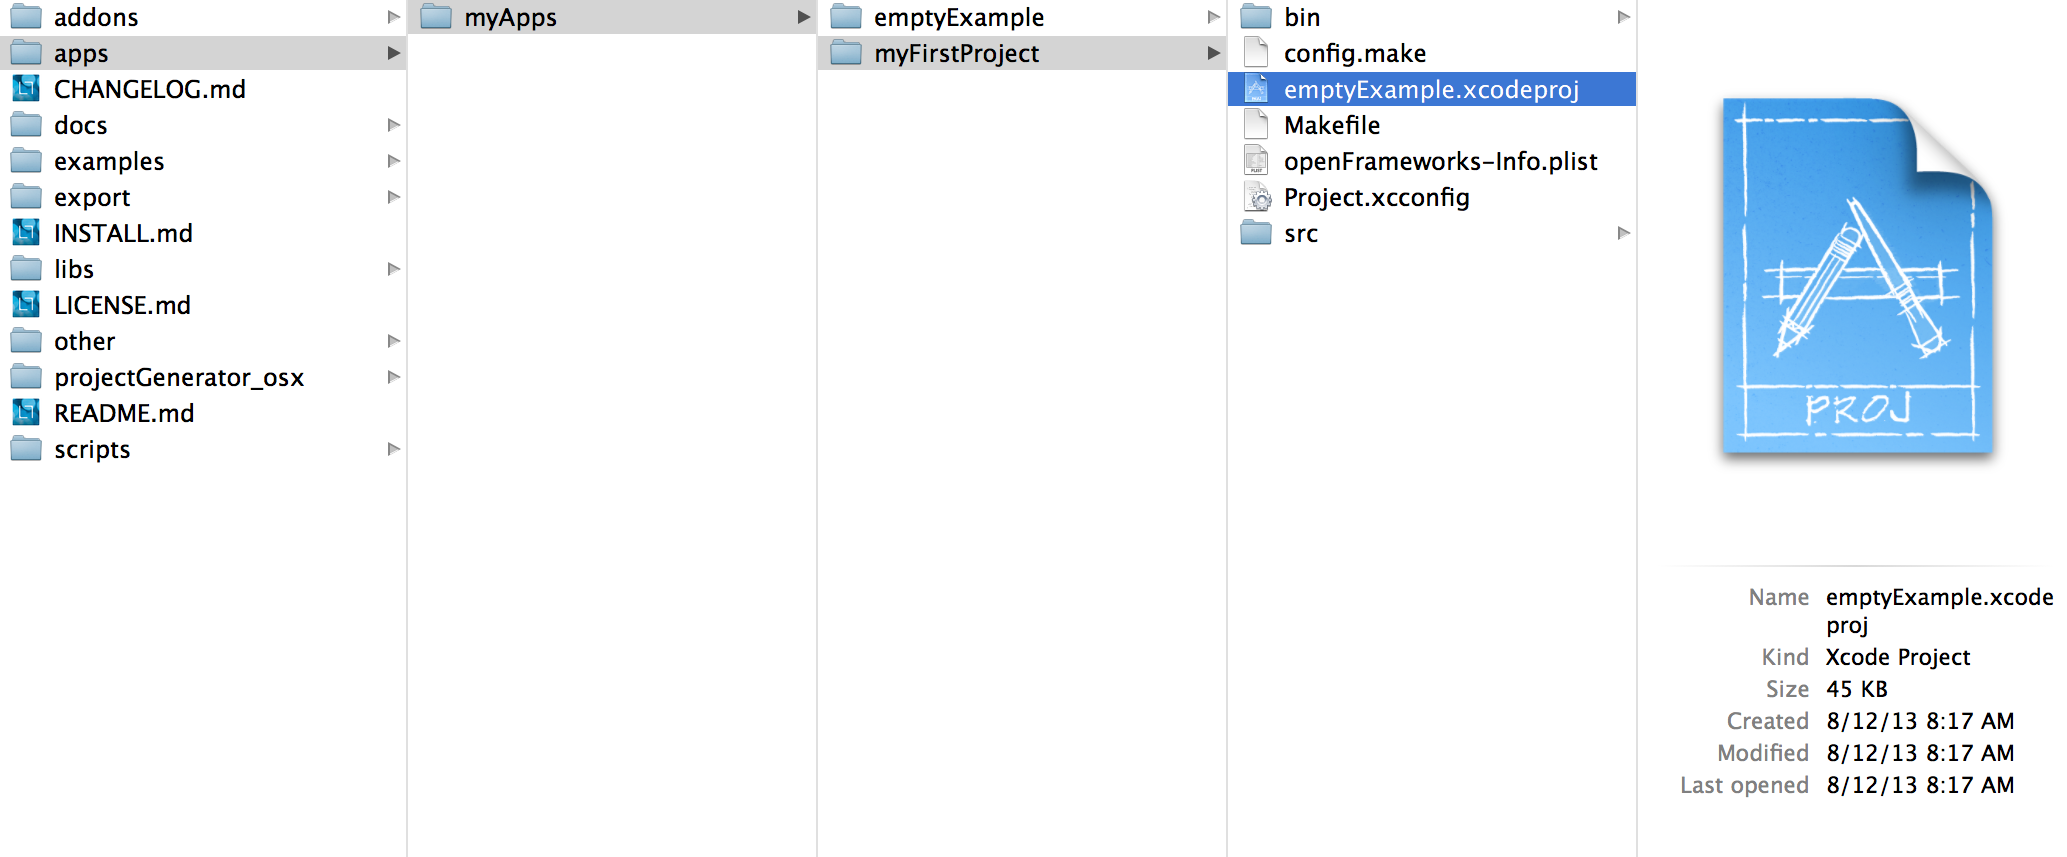 addons
apps
CHANGELOG.md
docs
examples
export
INSTALL.md
libs
LICENSE.md
other
projectGenerator_osx
README.md
scripts
myApps
emptyExample
myFirstProject
bin
config.make
emptyExample.xcodeproj
Makefile
openFrameworks-Info.plist
Project.xcconfig
src
PROJ
Name emptyExample.xcode
proj
Kind Xcode Project
Size 45 KB
Created 8/12/13 8:17 AM
Modified 8/12/13 8:17 AM
Last opened 8/12/13 8:17 AM